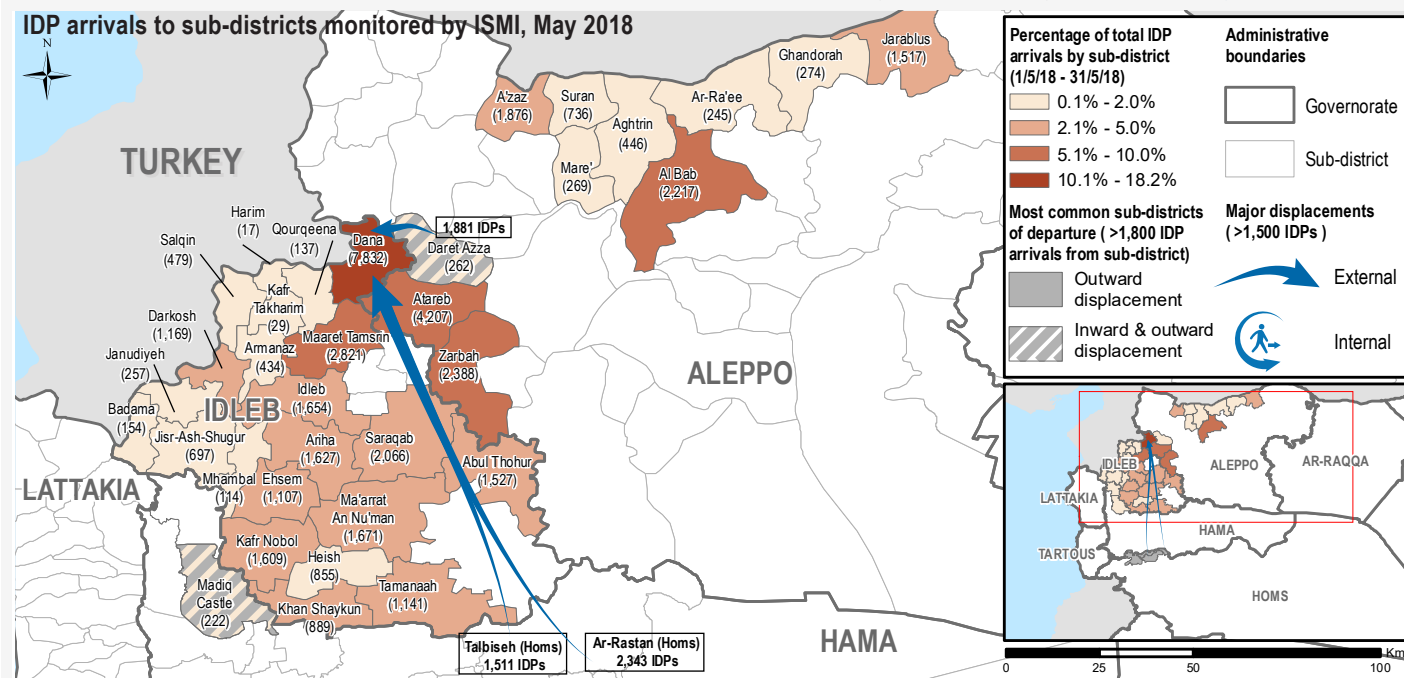 IDP arrivals to sub-districts monitored by ISMI, May 2018
N
TURKEY
Jarablus
(1,517)
Ghandorah
(274)
A'zaz
(1,876)
Suran
(736)
Ar-Ra'ee
(245)
Aghtrin
(446)
Mare'
(269)
Al Bab
(2,217)
Harim
(17)
Qourqeena
(137)
Salqin
(479)
Dana
(7,832)
1,881 IDPs
Daret Azza
(262)
Kafr
Takharim
(29)
Atareb
(4,207)
Darkosh
(1,169)
Maaret Tamsrin
(2,821)
Armanaz
(434)
Zarbah
(2,388)
Janudiyeh
(257)
ALEPPO
Idleb
(1,654)
IDLEB
Badama
(154)
Jisr-Ash-Shugur
(697)
Ariha
(1,627)
Saraqab
(2,066)
Abul Thohur
(1,527)
LATTAKIA
Mhambal
(114)
Ehsem
(1,107)
Ma'arrat
An Nu'man
(1,671)
Kafr Nobol
(1,609)
Heish
(855)
Madiq
Castle
(222)
Tamanaah
(1,141)
Khan Shaykun
(889)
Talbiseh (Homs)
1,511 IDPs
Ar-Rastan (Homs)
2,343 IDPs
HAMA
Percentage of total IDP
arrivals by sub-district
(1/5/18 - 31/5/18)
0.1% - 2.0%
2.1% - 5.0%
5.1% - 10.0%
10.1% - 18.2%
Administrative
boundaries
Governorate
Sub-district
Most common sub-districts
of departure ( >1,800 IDP
arrivals from sub-district)
Outward
displacement
Inward & outward
displacement
Major displacements
( >1,500 IDPs )
External
Internal
IDLEB
ALEPPO
AR-RAQQA
LATTAKIA
HAMA
TARTOUS
HOMS
Km
0 25 50 100